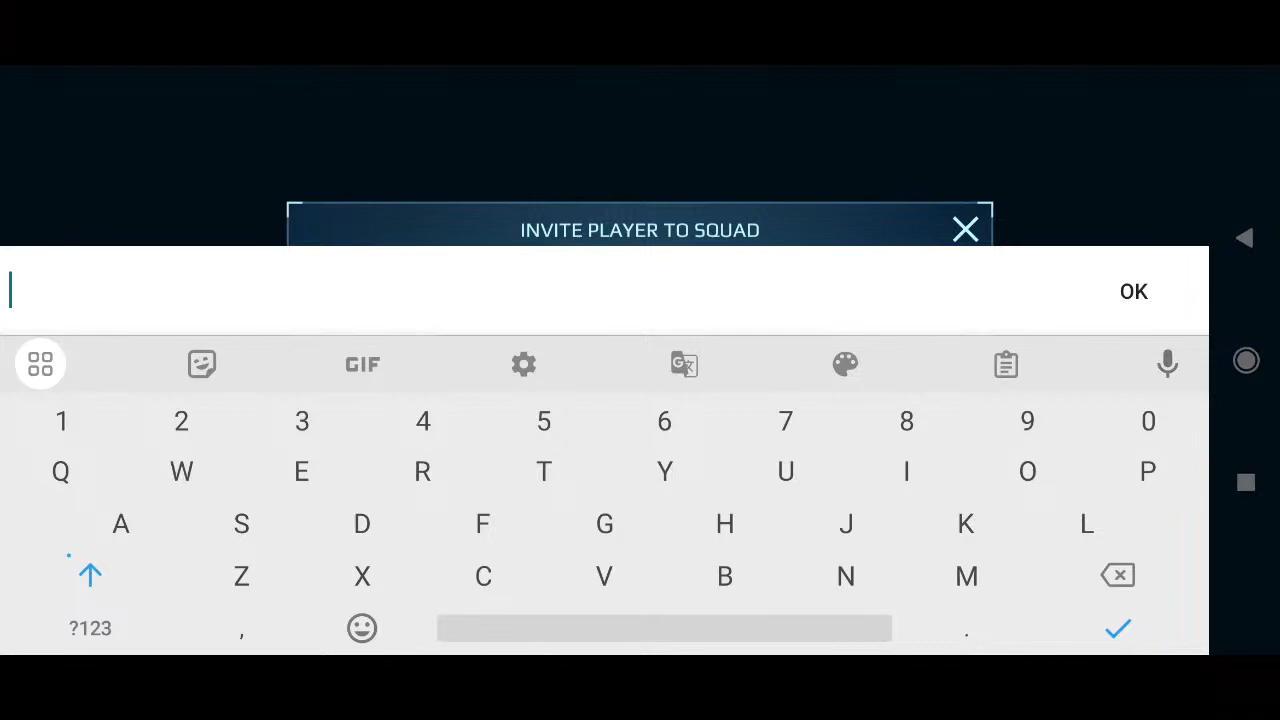 INVITE PLAYER TO SQUAD
OK
GIF
1 2 3 4 5 6 7 8 9 0
Q W E R T Y U I O P
A S D F G H J K L
Z X C V B N M
?123 , .